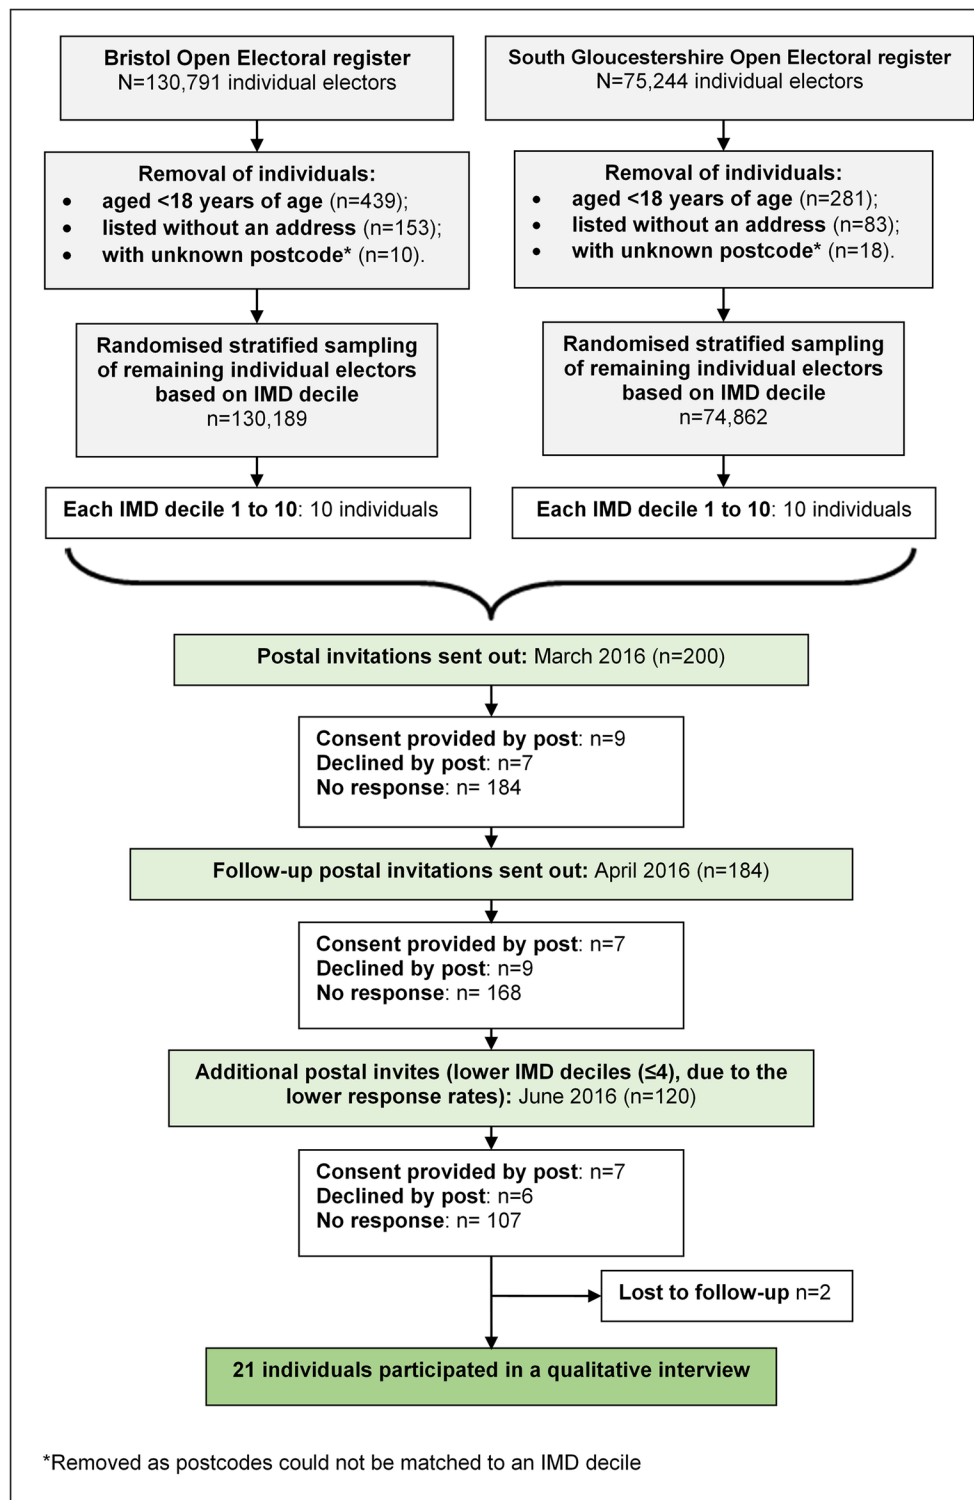 Bristol Open Electoral register
N=130,791 individual electors
South Gloucestershire Open Electoral register
N=75,244 individual electors
Removal of individuals:
• aged <18 years of age (n=439);
• listed without an address (n=153);
• with unknown postcode* (n=10).
Removal of individuals:
• aged <18 years of age (n=281);
• listed without an address (n=83);
• with unknown postcode* (n=18).
Randomised stratified sampling
of remaining individual electors
based on IMD decile
n=130,189
Randomised stratified sampling
of remaining individual electors
based on IMD decile
n=74,862
Each IMD decile 1 to 10: 10 individuals
Each IMD decile 1 to 10: 10 individuals
Postal invitations sent out: March 2016 (n=200)
Consent provided by post: n=9
Declined by post: n=7
No response: n= 184
Follow-up postal invitations sent out: April 2016 (n=184)
Consent provided by post: n=7
Declined by post: n=9
No response: n= 168
Additional postal invites (lower IMD deciles (≤4), due to the
lower response rates): June 2016 (n=120)
Consent provided by post: n=7
Declined by post: n=6
No response: n= 107
Lost to follow-up n=2
21 individuals participated in a qualitative interview
*Removed as postcodes could not be matched to an IMD decile